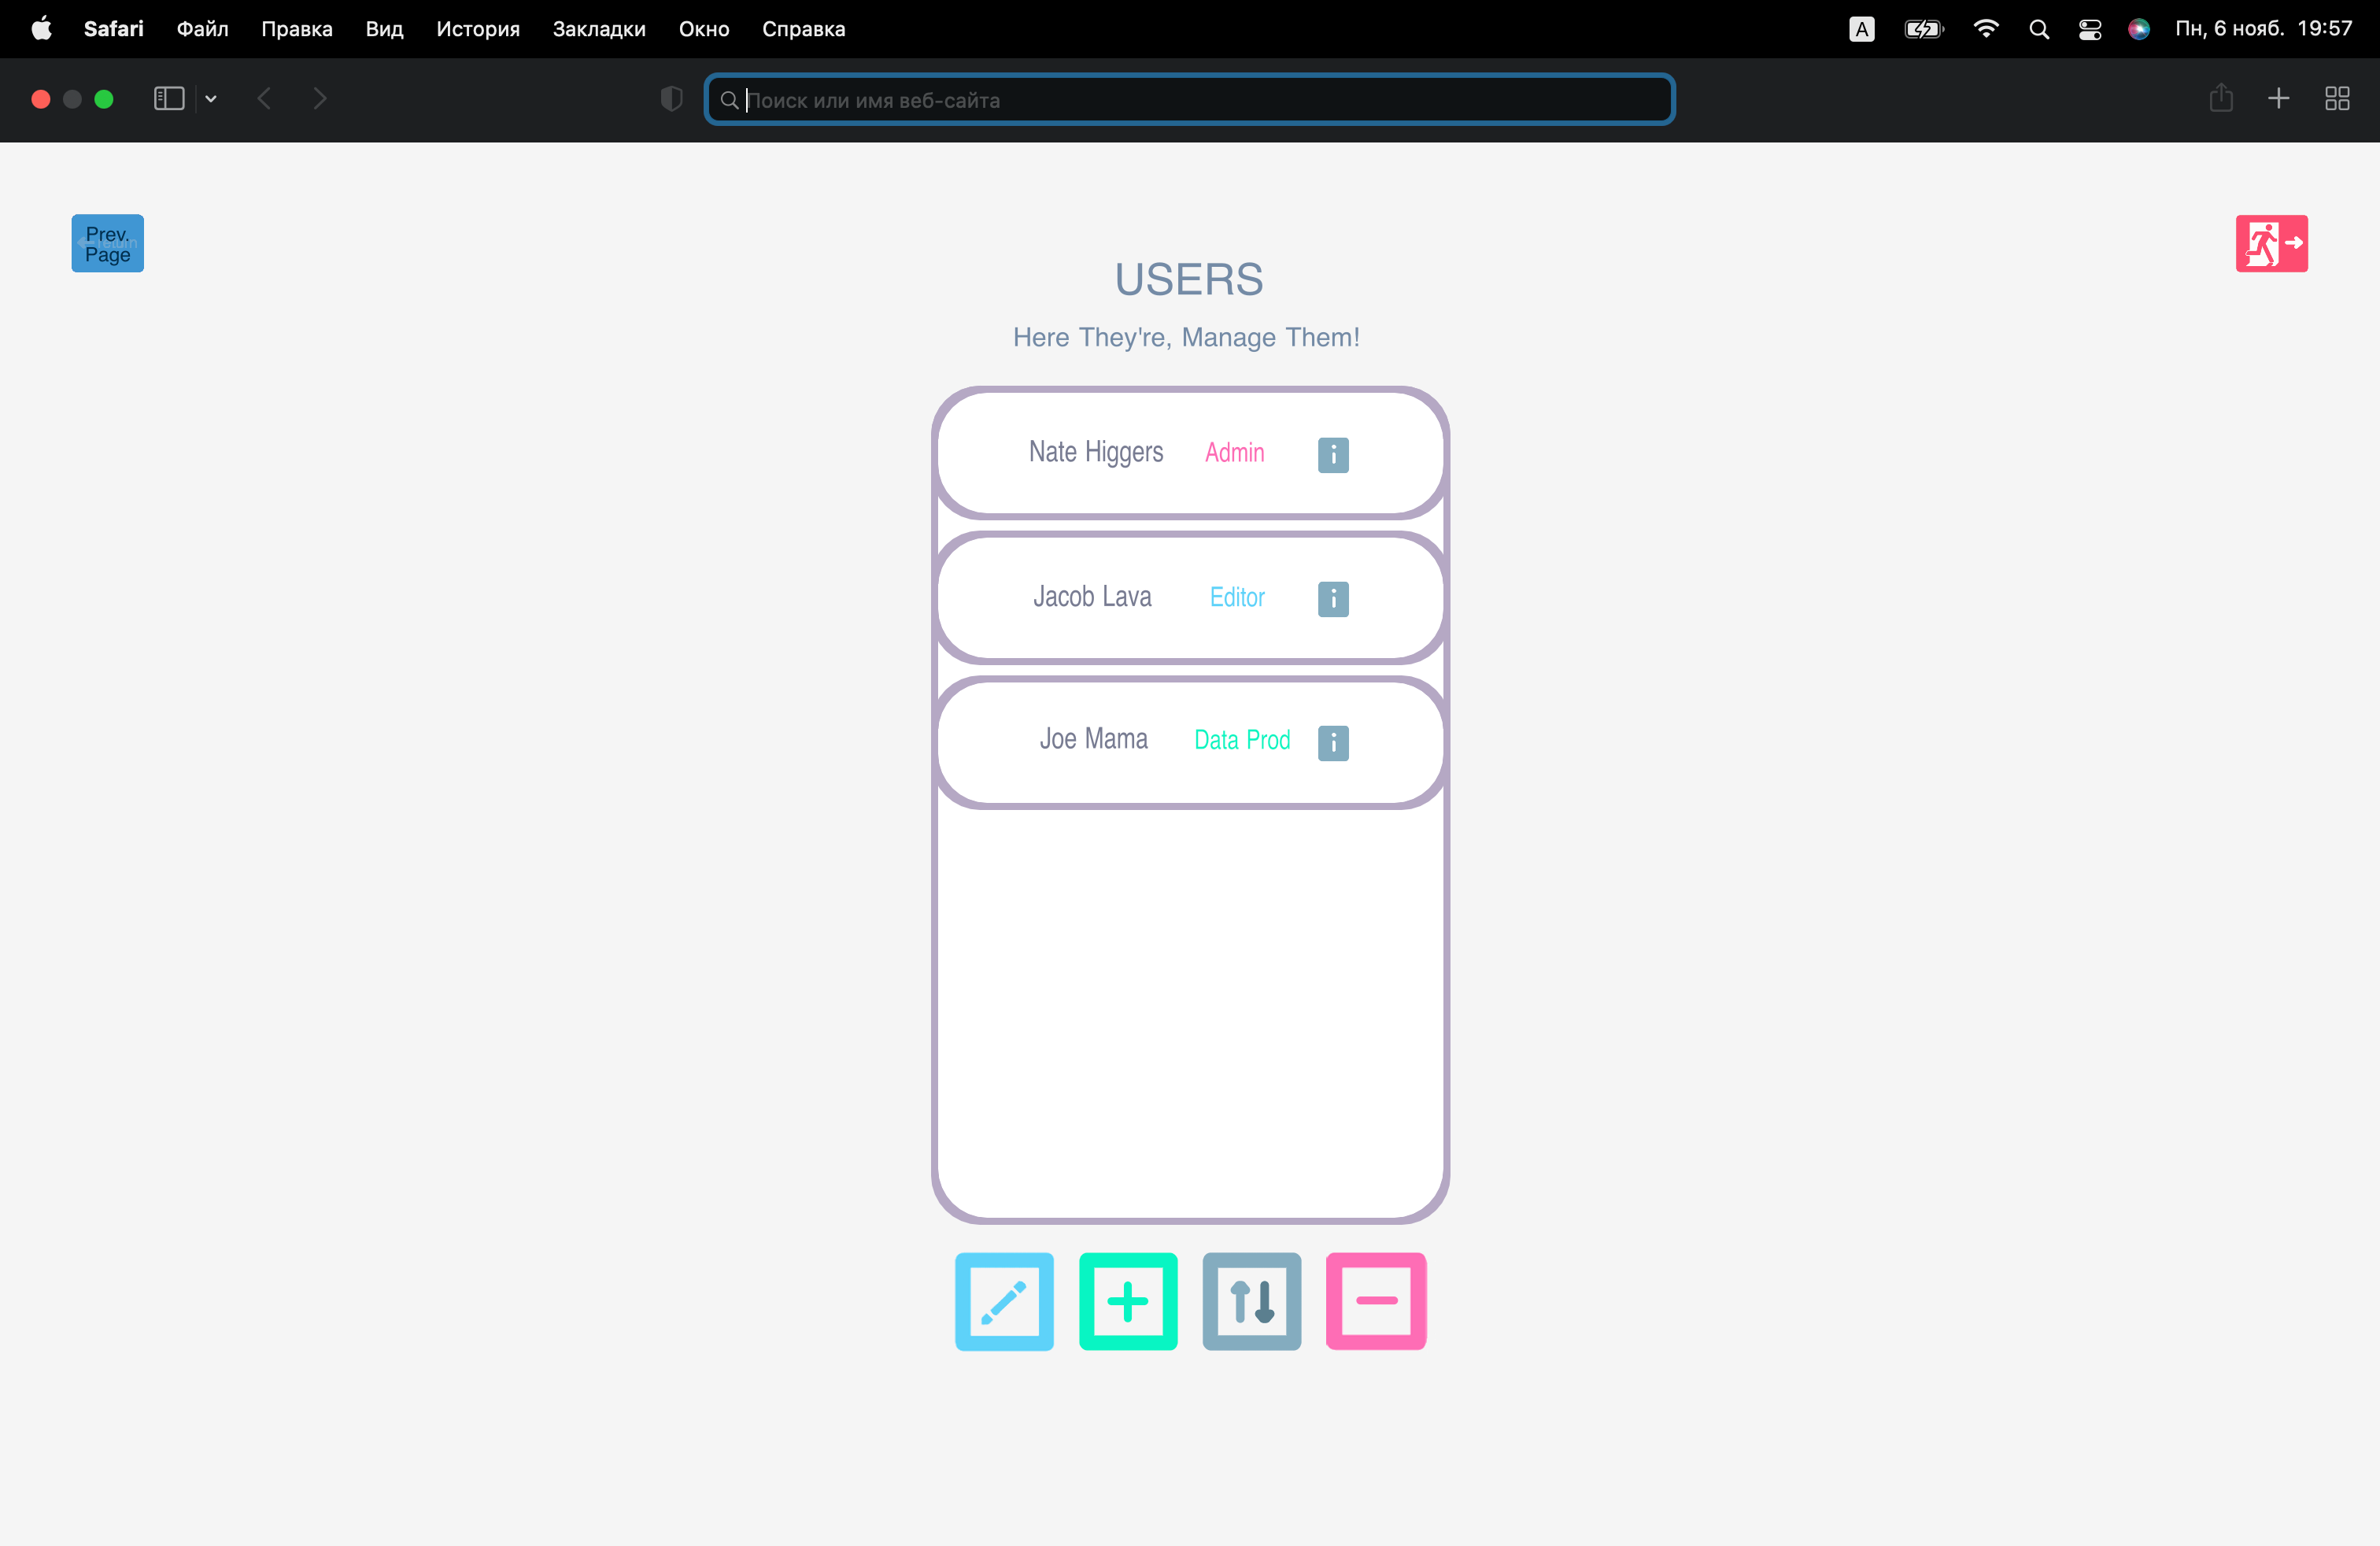 Safari Файл Правка Вид История Закладки Окно Справка A Пн, 6 нояб. 19:57
Поиск или имя веб-сайта
Prev.
return
Page
USERS
Here They're, Manage Them!
Nate Higgers Admin i
Jacob Lava Editor i
Joe Mama Data Prod i